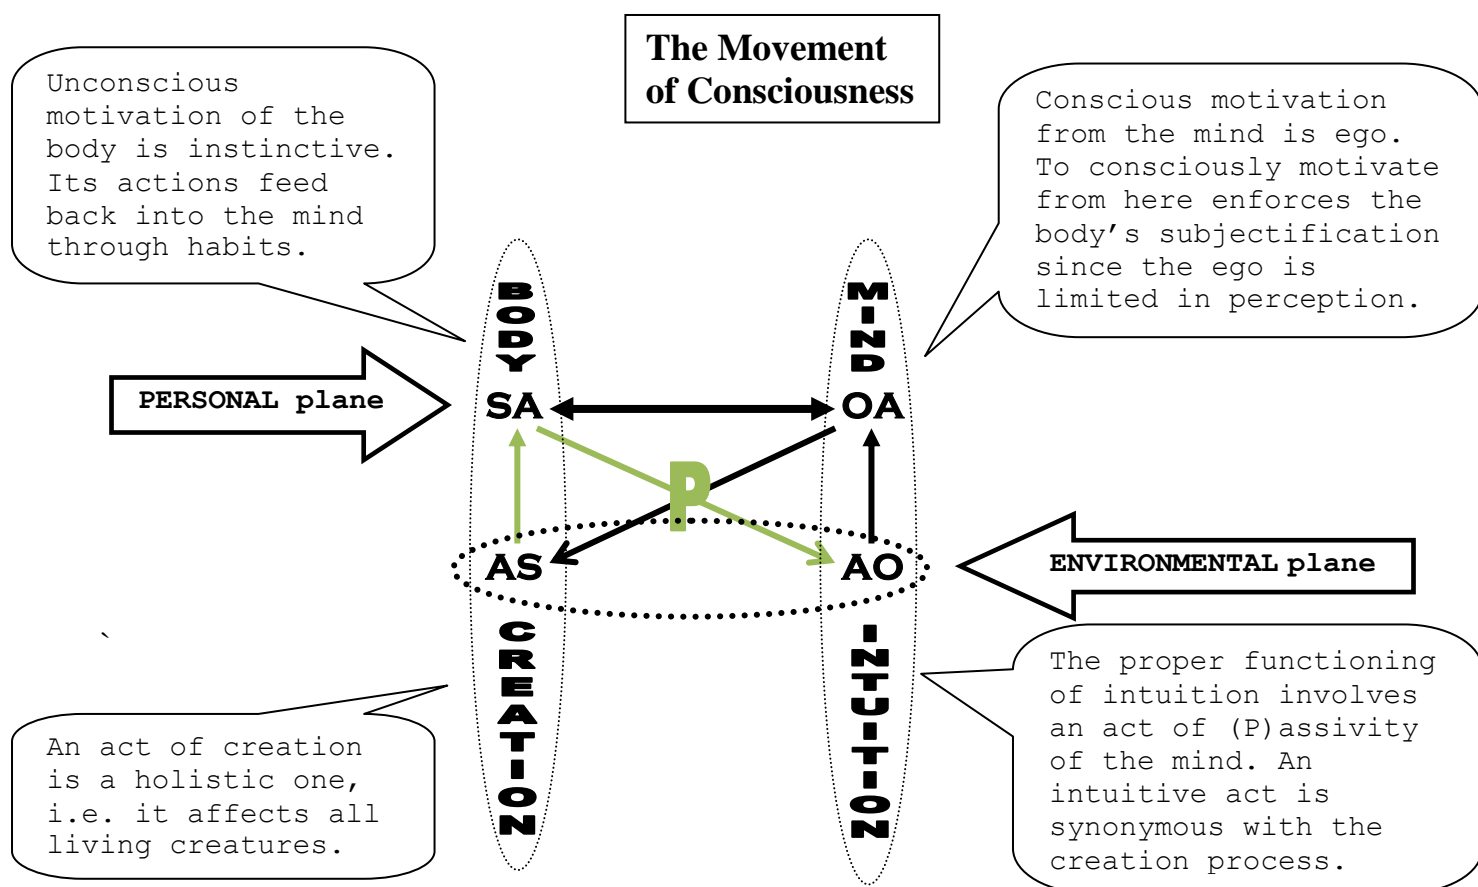 The Movement
of Consciousness
Unconscious
motivation of the
body is instinctive.
Its actions feed
back into the mind
through habits.
Conscious motivation
from the mind is ego.
To consciously motivate
from here enforces the
body’s subjectification
since the ego is
limited in perception.
BODY
MIND
PERSONAL plane
SA
OA
P
AS
AO
ENVIRONMENTAL plane
`
CREATION
INTUITION
An act of creation
is a holistic one,
i.e. it affects all
living creatures.
The proper functioning
of intuition involves
an act of (P)assivity
of the mind. An
intuitive act is
synonymous with the
creation process.